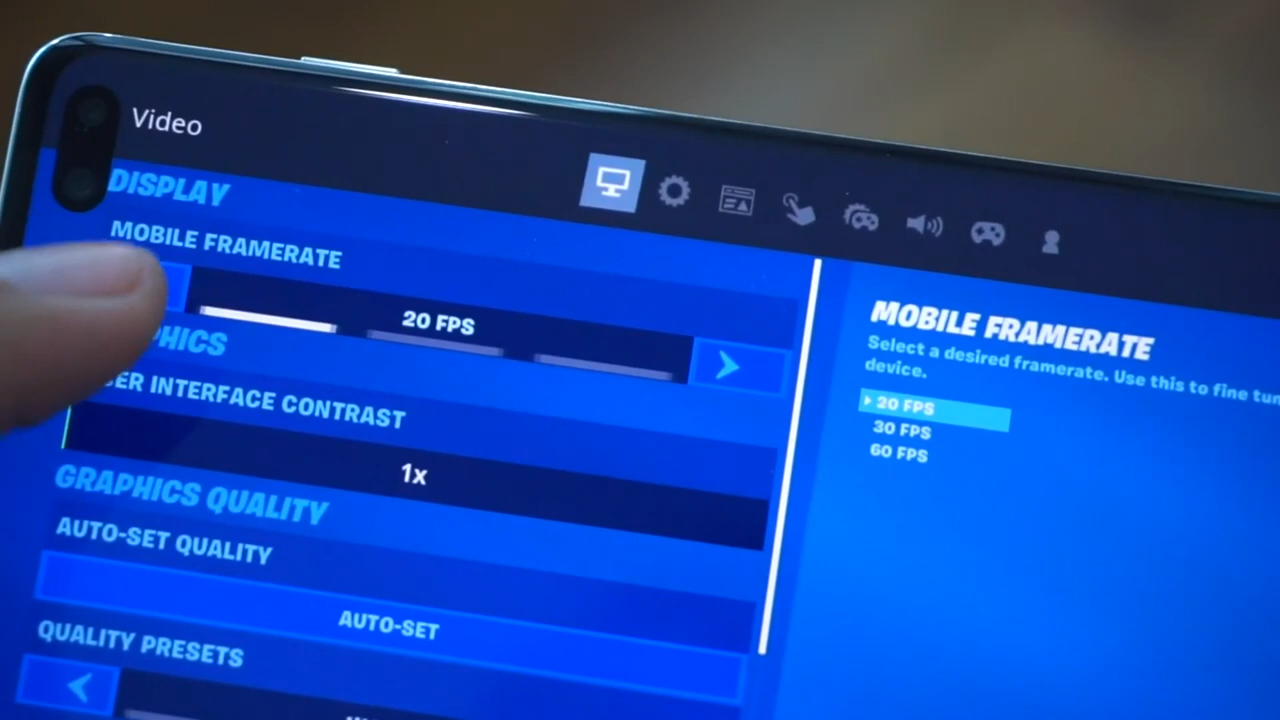 Video
DISPLAY
MOBILE FRAMERATE
20 FPS
USER INTERFACE CONTRAST
1x
GRAPHICS QUALITY
AUTO-SET QUALITY
AUTO-SET
QUALITY PRESETS
MOBILE FRAMERATE
Select a desired framerate. Use this to fine
device.
20 FPS
30 FPS
60 FPS